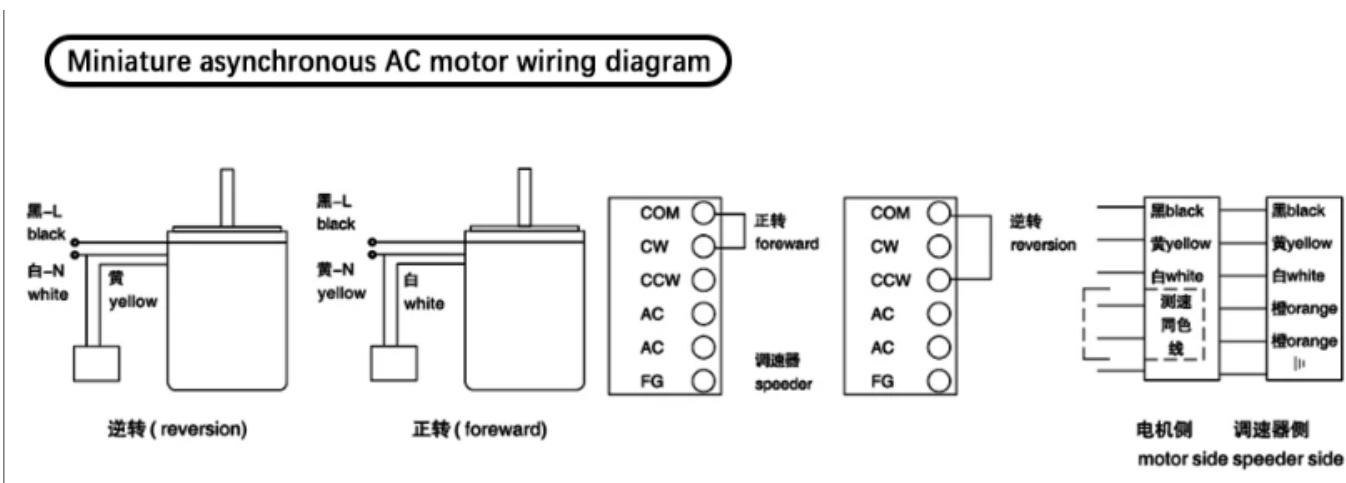 Miniature asynchronous AC motor wiring diagram
黑–L
black
白–N
white
黄
yellow
逆转 ( reversion)
黑–L
black
黄–N
yellow
白
white
正转 ( foreward)
COM
CW
CCW
AC
AC
FG
正转
foreward
调速器
speeder
COM
CW
CCW
AC
AC
FG
逆转
reversion
黑black
黄yellow
白white
测速
同色
线
黑black
黄yellow
白white
橙orange
橙orange
电机侧 调速器侧
motor side speeder side